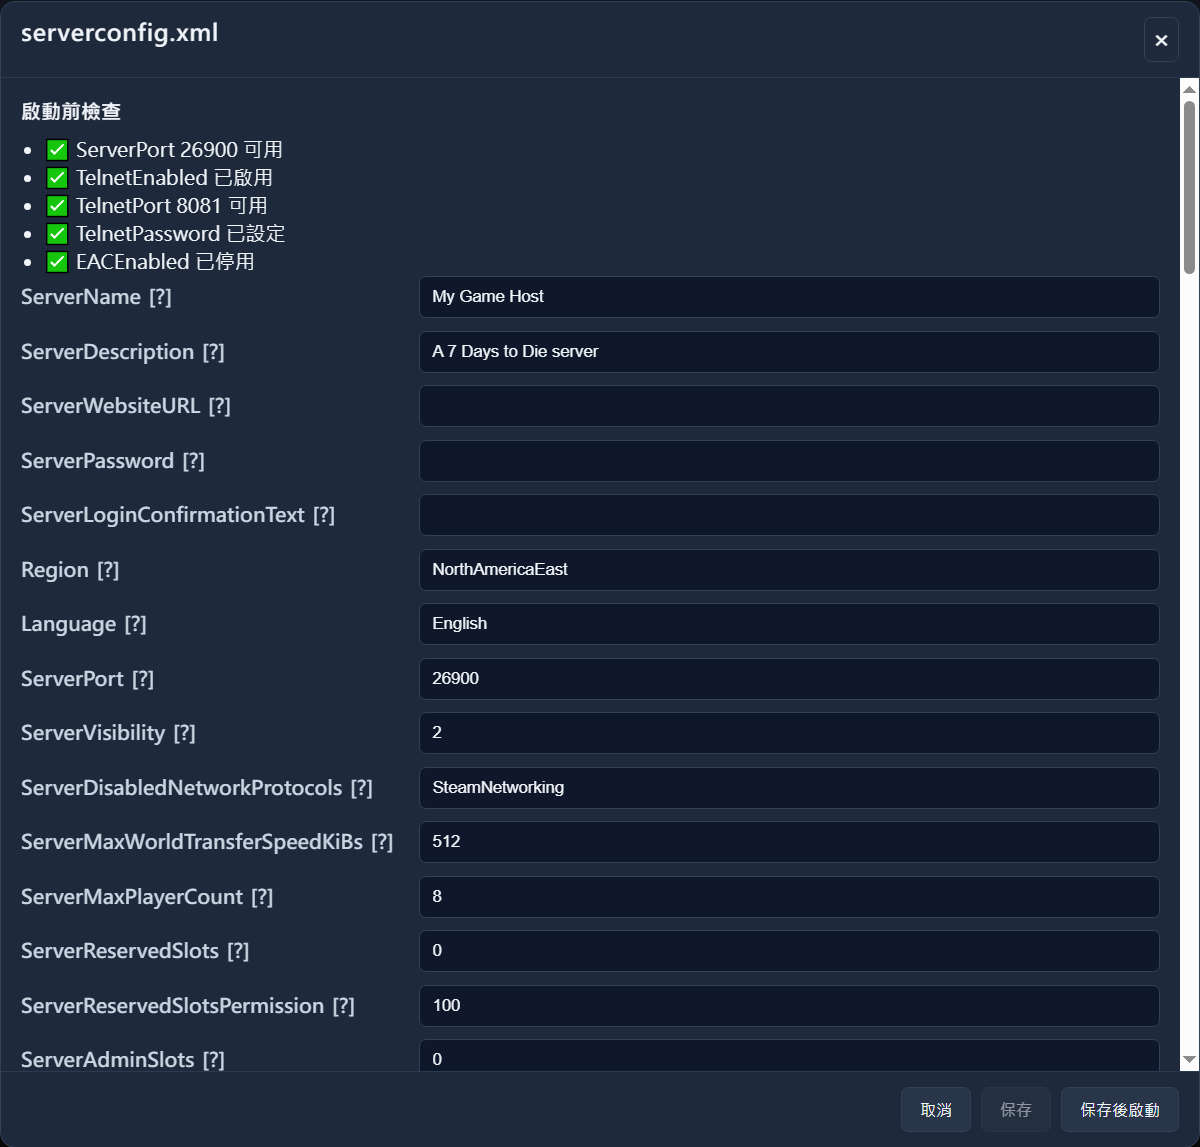 serverconfig.xml
×
啟動前檢查
• ✅ ServerPort 26900 可用
• ✅ TelnetEnabled 已啟用
• ✅ TelnetPort 8081 可用
• ✅ TelnetPassword 已設定
• ✅ EACEnabled 已停用
ServerName [?] My Game Host
ServerDescription [?] A 7 Days to Die server
ServerWebsiteURL [?]
ServerPassword [?]
ServerLoginConfirmationText [?]
Region [?] NorthAmericaEast
Language [?] English
ServerPort [?] 26900
ServerVisibility [?] 2
ServerDisabledNetworkProtocols [?] SteamNetworking
ServerMaxWorldTransferSpeedKiBs [?] 512
ServerMaxPlayerCount [?] 8
ServerReservedSlots [?] 0
ServerReservedSlotsPermission [?] 100
ServerAdminSlots [?] 0
取消 保存 保存後啟動